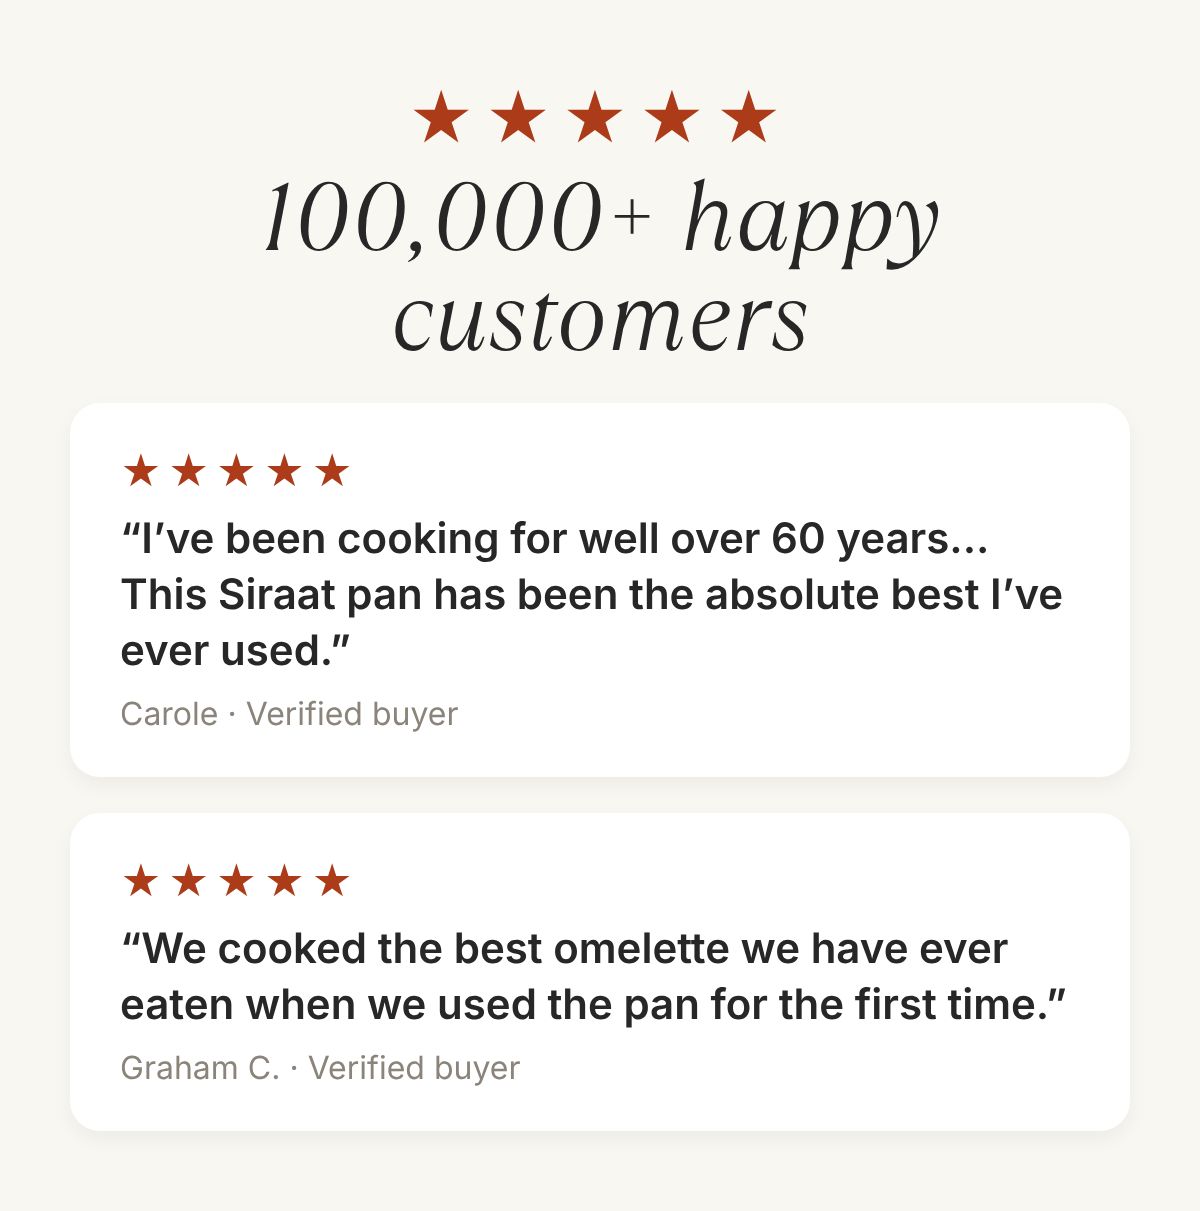 ★★★★★
100,000+ happy
customers
★★★★★
“I’ve been cooking for well over 60 years...
This Siraat pan has been the absolute best I’ve
ever used.”
Carole · Verified buyer
★★★★★
“We cooked the best omelette we have ever
eaten when we used the pan for the first time.”
Graham C. · Verified buyer